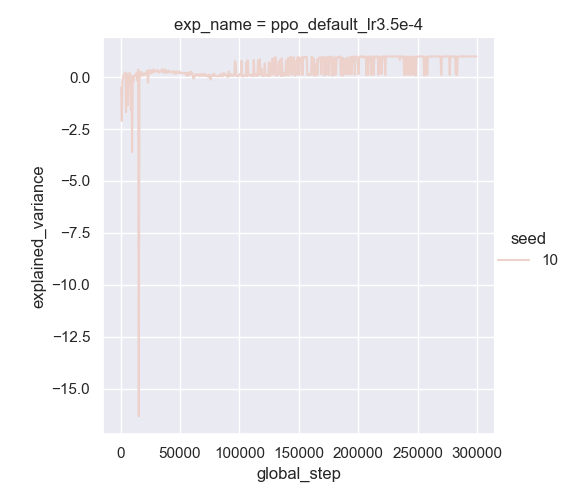 exp_name = ppo_default_lr3.5e-4
0.0
−2.5
−5.0
−7.5
−10.0
−12.5
−15.0
explained_variance
0 50000 100000 150000 200000 250000 300000
global_step
seed
10